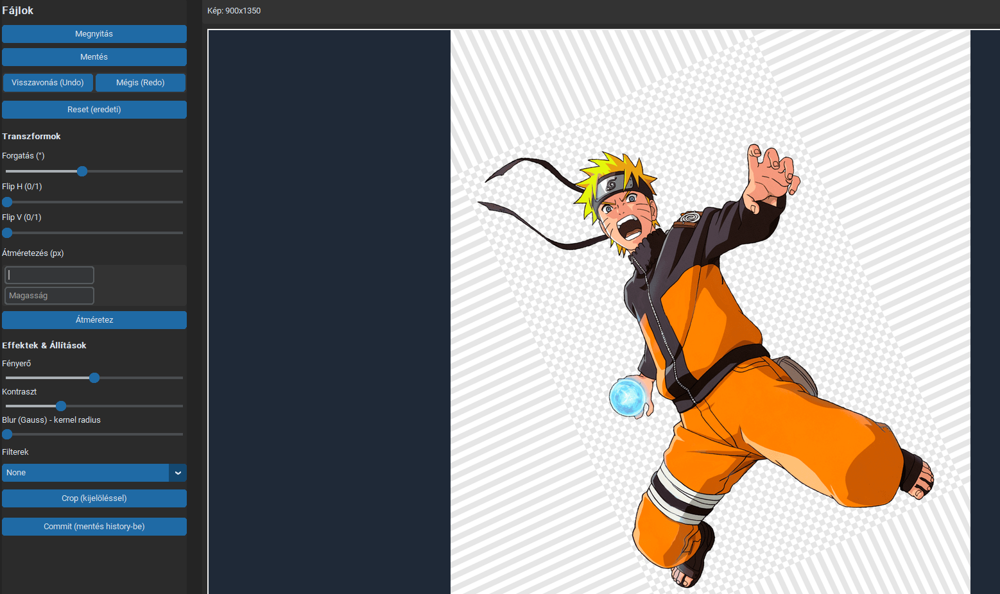 Fájlok
Kép: 900x1350
Megnyitás
Mentés
Visszavonás (Undo)
Mégis (Redo)
Reset (eredeti)
Transzformok
Forgatás (°)
Flip H (0/1)
Flip V (0/1)
Átméretezés (px)
Magasság
Átméretez
Effektek & Állítások
Fényerő
Kontraszt
Blur (Gauss) - kernel radius
Filterek
None
Crop (kijelöléssel)
Commit (mentés history-be)